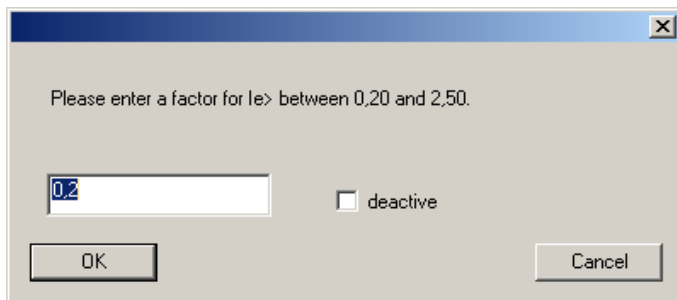 Please enter a factor for Ie> between 0,20 and 2,50.
0,2
deactive
OK
Cancel